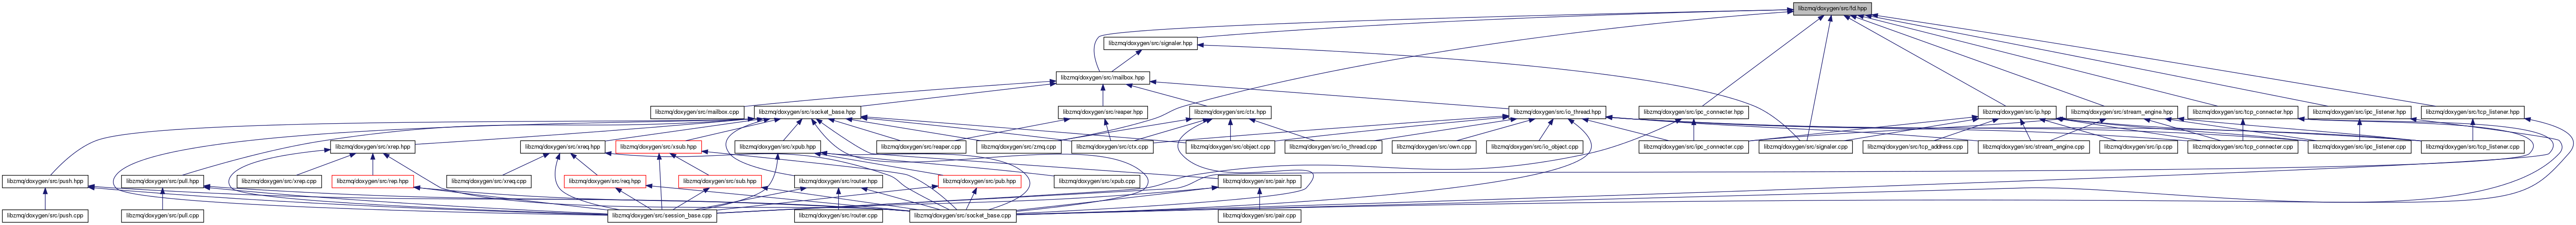 libzmq/doxygen/src/fd.hpp
libzmq/doxygen/src/signaler.hpp
libzmq/doxygen/src/mailbox.hpp
libzmq/doxygen/src/mailbox.cpp
libzmq/doxygen/src/socket_base.hpp
libzmq/doxygen/src/reaper.hpp
libzmq/doxygen/src/ctx.hpp
libzmq/doxygen/src/io_thread.hpp
libzmq/doxygen/src/ipc_connecter.hpp
libzmq/doxygen/src/ip.hpp
libzmq/doxygen/src/stream_engine.hpp
libzmq/doxygen/src/tcp_connecter.hpp
libzmq/doxygen/src/ipc_listener.hpp
libzmq/doxygen/src/tcp_listener.hpp
libzmq/doxygen/src/xrep.hpp
libzmq/doxygen/src/xreq.hpp
libzmq/doxygen/src/xsub.hpp
libzmq/doxygen/src/xpub.hpp
libzmq/doxygen/src/reaper.cpp
libzmq/doxygen/src/zmq.cpp
libzmq/doxygen/src/ctx.cpp
libzmq/doxygen/src/object.cpp
libzmq/doxygen/src/io_thread.cpp
libzmq/doxygen/src/own.cpp
libzmq/doxygen/src/io_object.cpp
libzmq/doxygen/src/ipc_connecter.cpp
libzmq/doxygen/src/signaler.cpp
libzmq/doxygen/src/tcp_address.cpp
libzmq/doxygen/src/stream_engine.cpp
libzmq/doxygen/src/ip.cpp
libzmq/doxygen/src/tcp_connecter.cpp
libzmq/doxygen/src/ipc_listener.cpp
libzmq/doxygen/src/tcp_listener.cpp
libzmq/doxygen/src/push.hpp
libzmq/doxygen/src/pull.hpp
libzmq/doxygen/src/xrep.cpp
libzmq/doxygen/src/rep.hpp
libzmq/doxygen/src/xreq.cpp
libzmq/doxygen/src/req.hpp
libzmq/doxygen/src/sub.hpp
libzmq/doxygen/src/router.hpp
libzmq/doxygen/src/pub.hpp
libzmq/doxygen/src/xpub.cpp
libzmq/doxygen/src/pair.hpp
libzmq/doxygen/src/push.cpp
libzmq/doxygen/src/pull.cpp
libzmq/doxygen/src/session_base.cpp
libzmq/doxygen/src/router.cpp
libzmq/doxygen/src/socket_base.cpp
libzmq/doxygen/src/pair.cpp